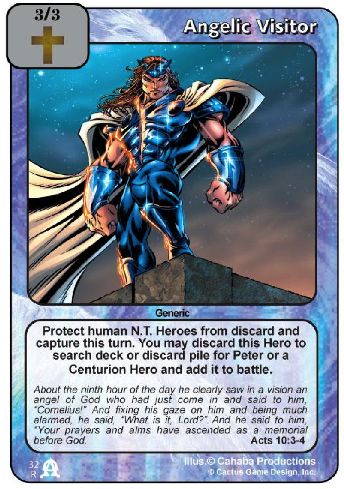 3/3
Angelic Visitor
Generic
Protect human N.T. Heroes from discard and
capture this turn. You may discard this Hero to
search deck or discard pile for Peter or a
Centurion Hero and add it to battle.
About the ninth hour of the day he clearly saw in a vision an
angel of God who had just come in and said to him,
"Cornelius!" And fixing his gaze on him and being much
alarmed, he said, "What is it, Lord?" And he said to him,
"Your prayers and alms have ascended as a memorial
before God. Acts 10:3-4
32
R
Illus.© Cahaba Productions
© Cactus Game Design, Inc.